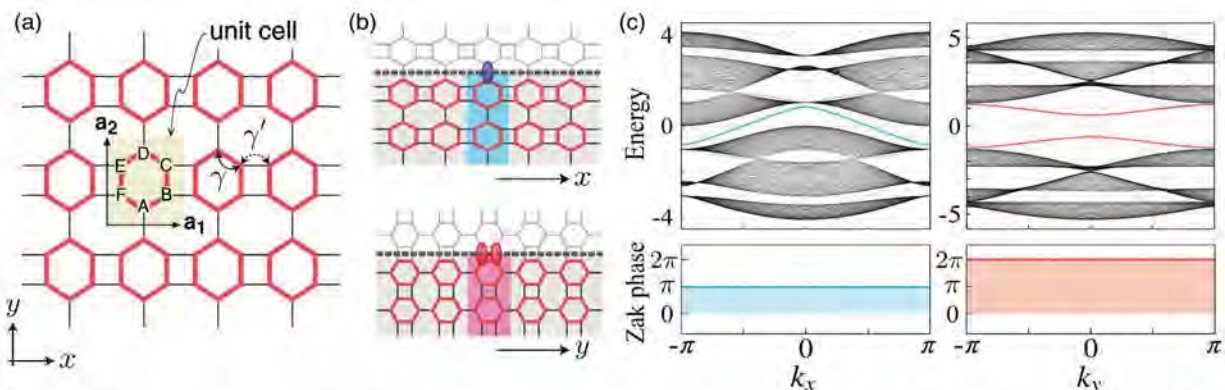 (a)
unit cell
a₂
D
E
C
F
B
A
a₁
γ
γ′
y
x
(b)
x
y
(c)
Energy
4
0
-4
5
0
-5
Zak phase
2π
π
0
2π
π
0
-π
0
π
-π
0
π
kₓ
k_y